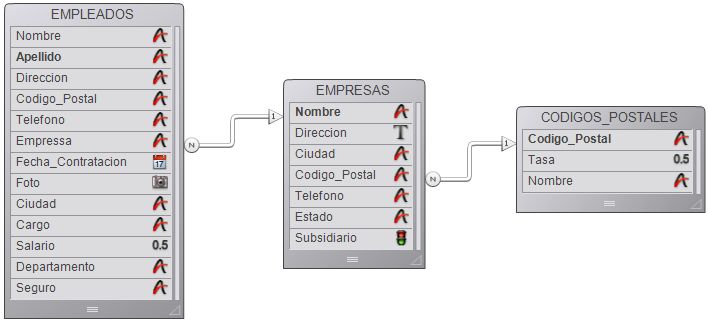 EMPLEADOS
Nombre
Apellido
Direccion
Codigo_Postal
Telefono
Empressa
Fecha_Contratacion
17
Foto
Ciudad
Cargo
Salario 0.5
Departamento
Seguro
N
1
EMPRESAS
Nombre
Direccion T
Ciudad
Codigo_Postal
Telefono
Estado
Subsidiario
N
1
CODIGOS_POSTALES
Codigo_Postal
Tasa 0.5
Nombre